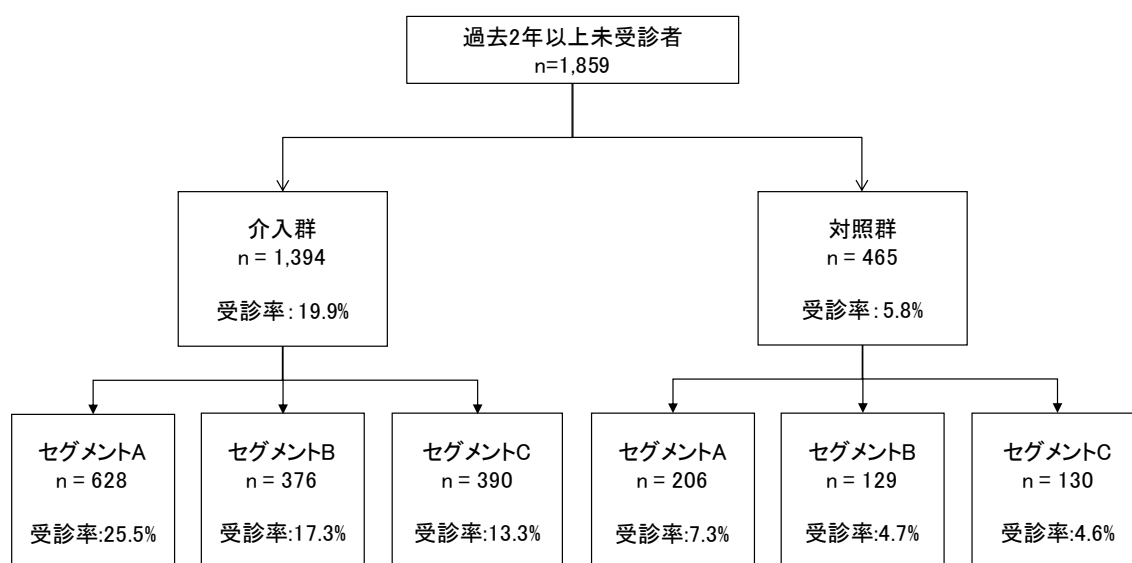 過去2年以上未受診者
n=1,859
介入群
n = 1,394
受診率：19.9%
対照群
n = 465
受診率：5.8%
セグメントA
n = 628
受診率:25.5%
セグメントB
n = 376
受診率:17.3%
セグメントC
n = 390
受診率:13.3%
セグメントA
n = 206
受診率:7.3%
セグメントB
n = 129
受診率:4.7%
セグメントC
n = 130
受診率:4.6%